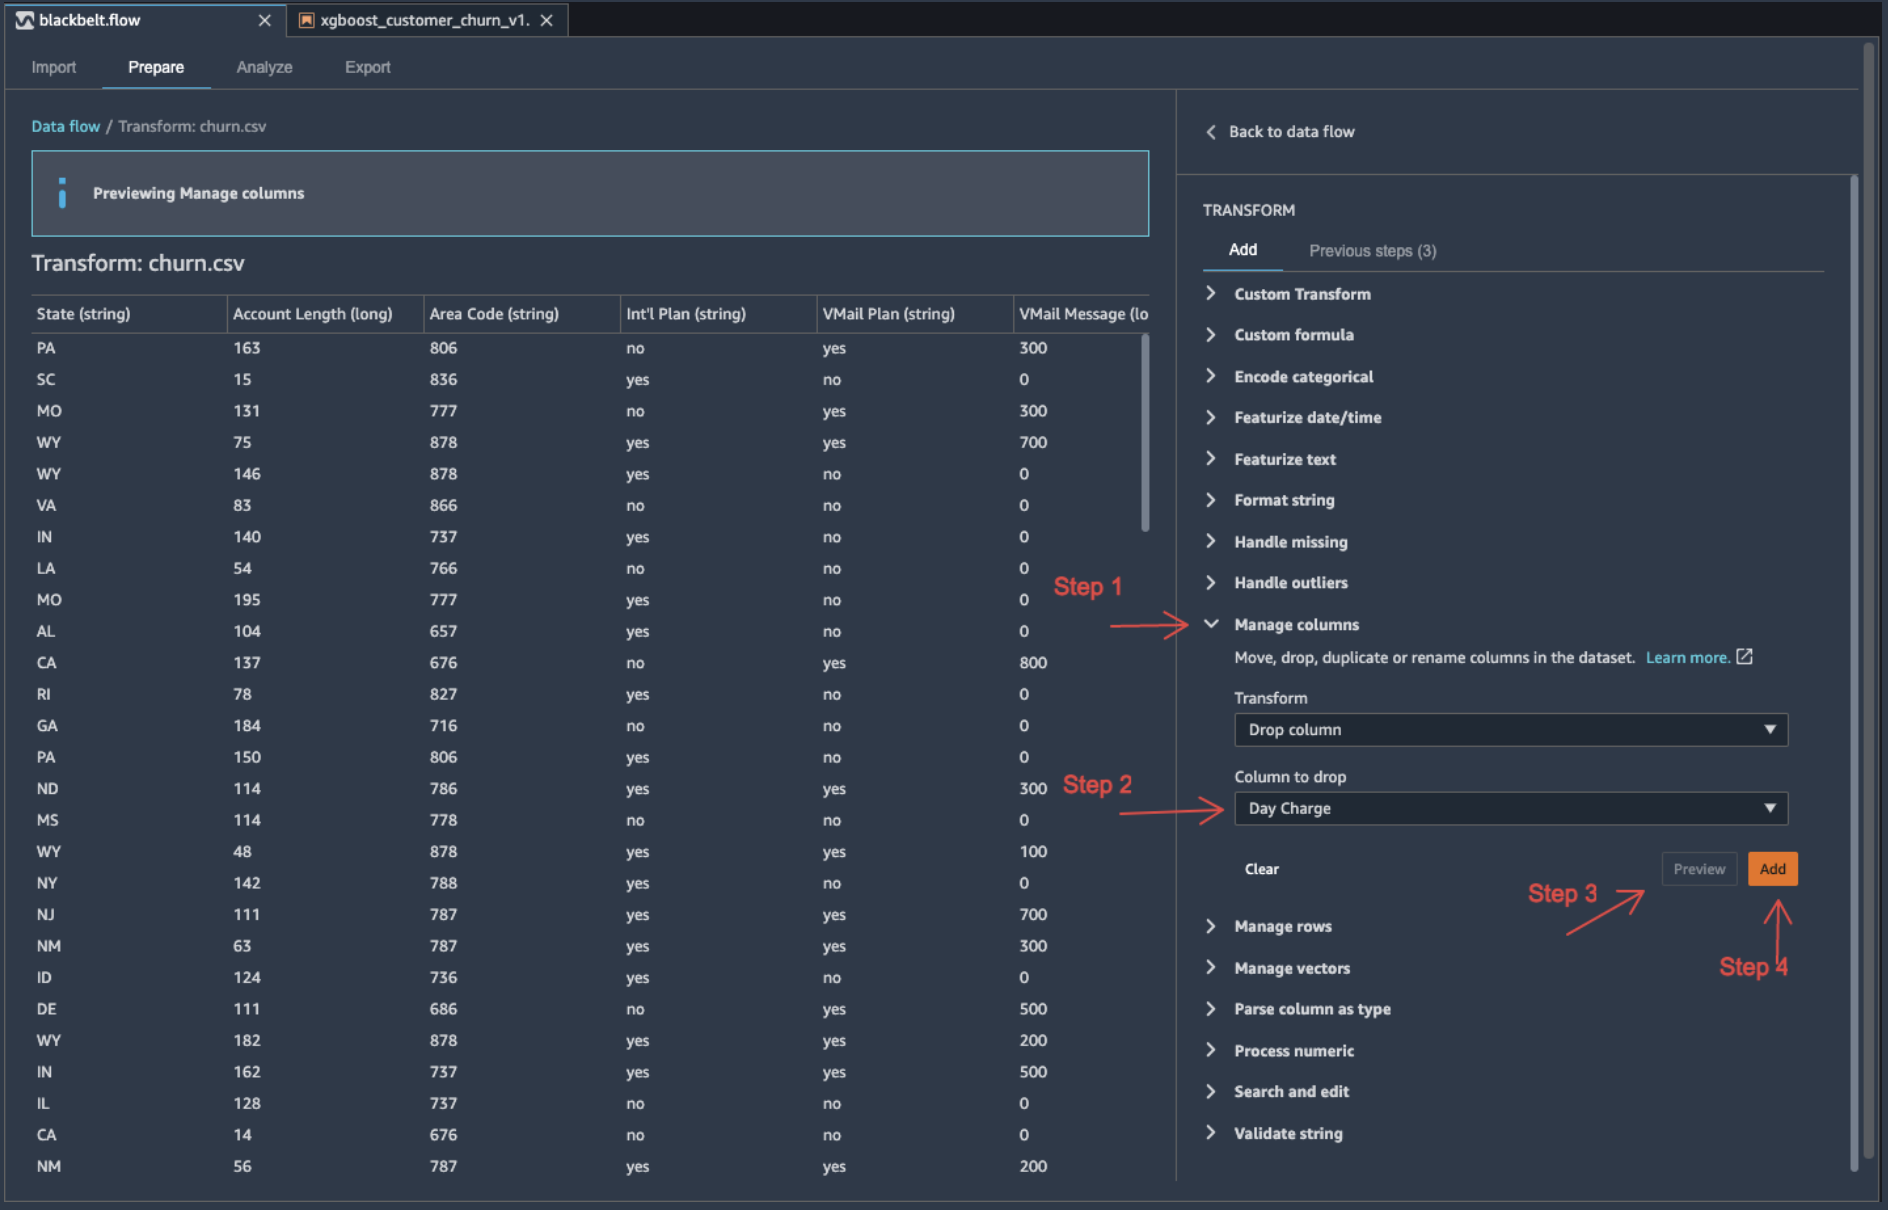 blackbelt.flow
xgboost_customer_churn_v1.
Import Prepare Analyze Export
Data flow / Transform: churn.csv
Previewing Manage columns
Transform: churn.csv
State (string) Account Length (long) Area Code (string) Int'l Plan (string) VMail Plan (string) VMail Message (lo
PA 163 806 no yes 300
SC 15 836 yes no 0
MO 131 777 no yes 300
WY 75 878 yes yes 700
WY 146 878 yes no 0
VA 83 866 no no 0
IN 140 737 yes no 0
LA 54 766 no no 0
MO 195 777 yes no 0
AL 104 657 yes no 0
CA 137 676 no yes 800
RI 78 827 yes no 0
GA 184 716 no no 0
PA 150 806 yes no 0
ND 114 786 yes yes 300
MS 114 778 no no 0
WY 48 878 yes yes 100
NY 142 788 yes no 0
NJ 111 787 yes yes 700
NM 63 787 yes yes 300
ID 124 736 yes no 0
DE 111 686 no yes 500
WY 182 878 yes yes 200
IN 162 737 yes yes 500
IL 128 737 no no 0
CA 14 676 no no 0
NM 56 787 yes yes 200
Back to data flow
TRANSFORM
Add Previous steps (3)
Custom Transform
Custom formula
Encode categorical
Featurize date/time
Featurize text
Format string
Handle missing
Handle outliers
Step 1
Manage columns
Move, drop, duplicate or rename columns in the dataset. Learn more.
Transform
Drop column
Column to drop
Step 2
Day Charge
Clear Preview Add
Step 3
Step 4
Manage rows
Manage vectors
Parse column as type
Process numeric
Search and edit
Validate string